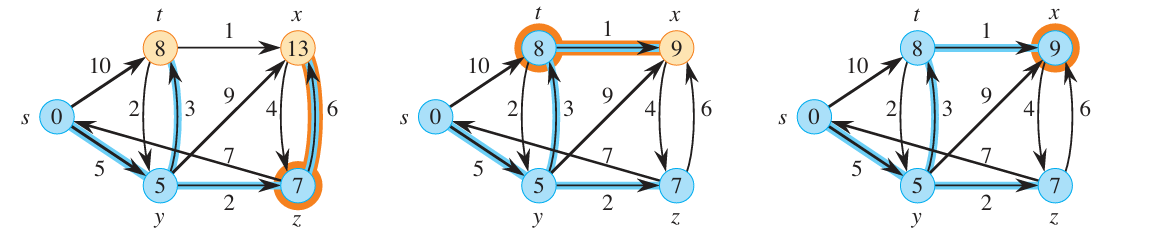 t x t x t x
1 1 1
8 13 8 9 8 9
10 10 10
9 9 9
s 0 2 3 4 6 s 0 2 3 4 6 s 0 2 3 4 6
5 7 5 7 5 7
5 7 5 7 5 7
2 2 2
y z y z y z